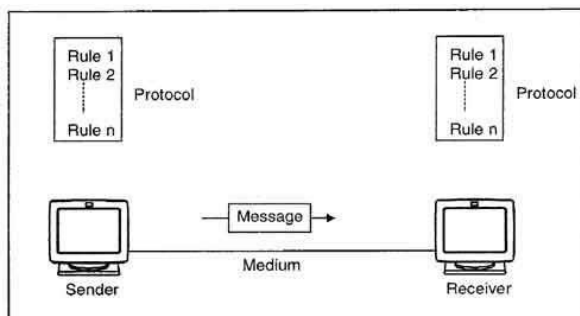 Rule 1
Rule 2
Rule n
Protocol
Rule 1
Rule 2
Rule n
Protocol
Message
Medium
Sender
Receiver